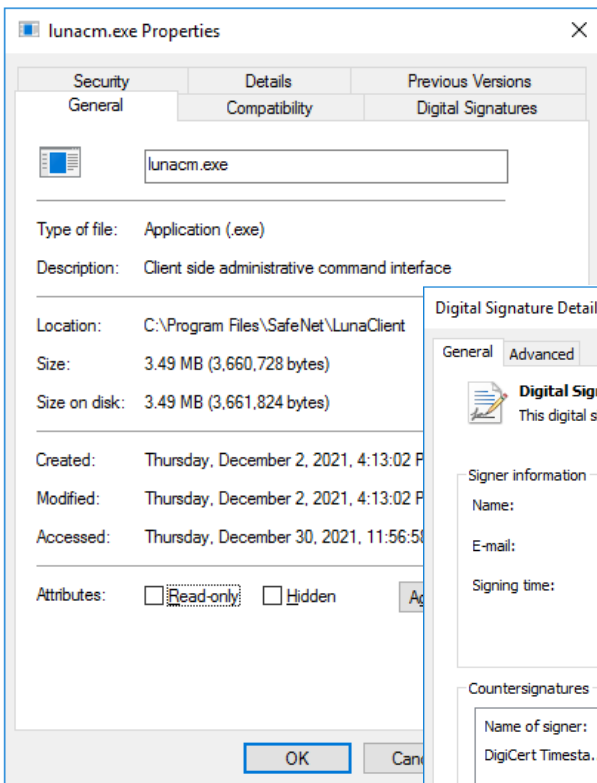 lunacm.exe Properties
Security Details Previous Versions
General Compatibility Digital Signatures
lunacm.exe
Type of file: Application (.exe)
Description: Client side administrative command interface
Location: C:\Program Files\SafeNet\LunaClient
Size: 3.49 MB (3,660,728 bytes)
Size on disk: 3.49 MB (3,661,824 bytes)
Created: Thursday, December 2, 2021, 4:13:02 P
Modified: Thursday, December 2, 2021, 4:13:02 P
Accessed: Thursday, December 30, 2021, 11:56:58
Attributes: Read-only Hidden
OK Can
Digital Signature Detail
General Advanced
Digital Sig
This digital s
Signer information
Name:
E-mail:
Signing time:
Countersignatures
Name of signer:
DigiCert Timesta.